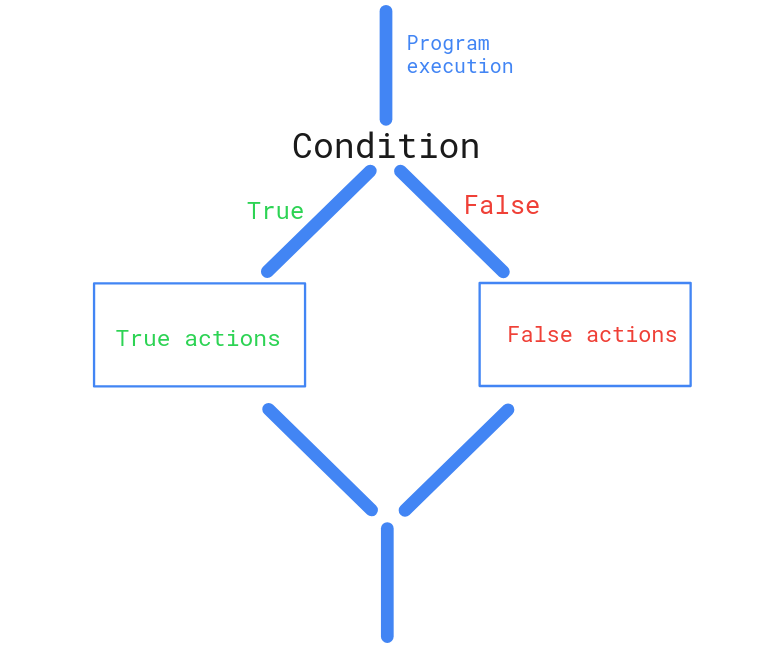 Program
execution
Condition
True
False
True actions
False actions